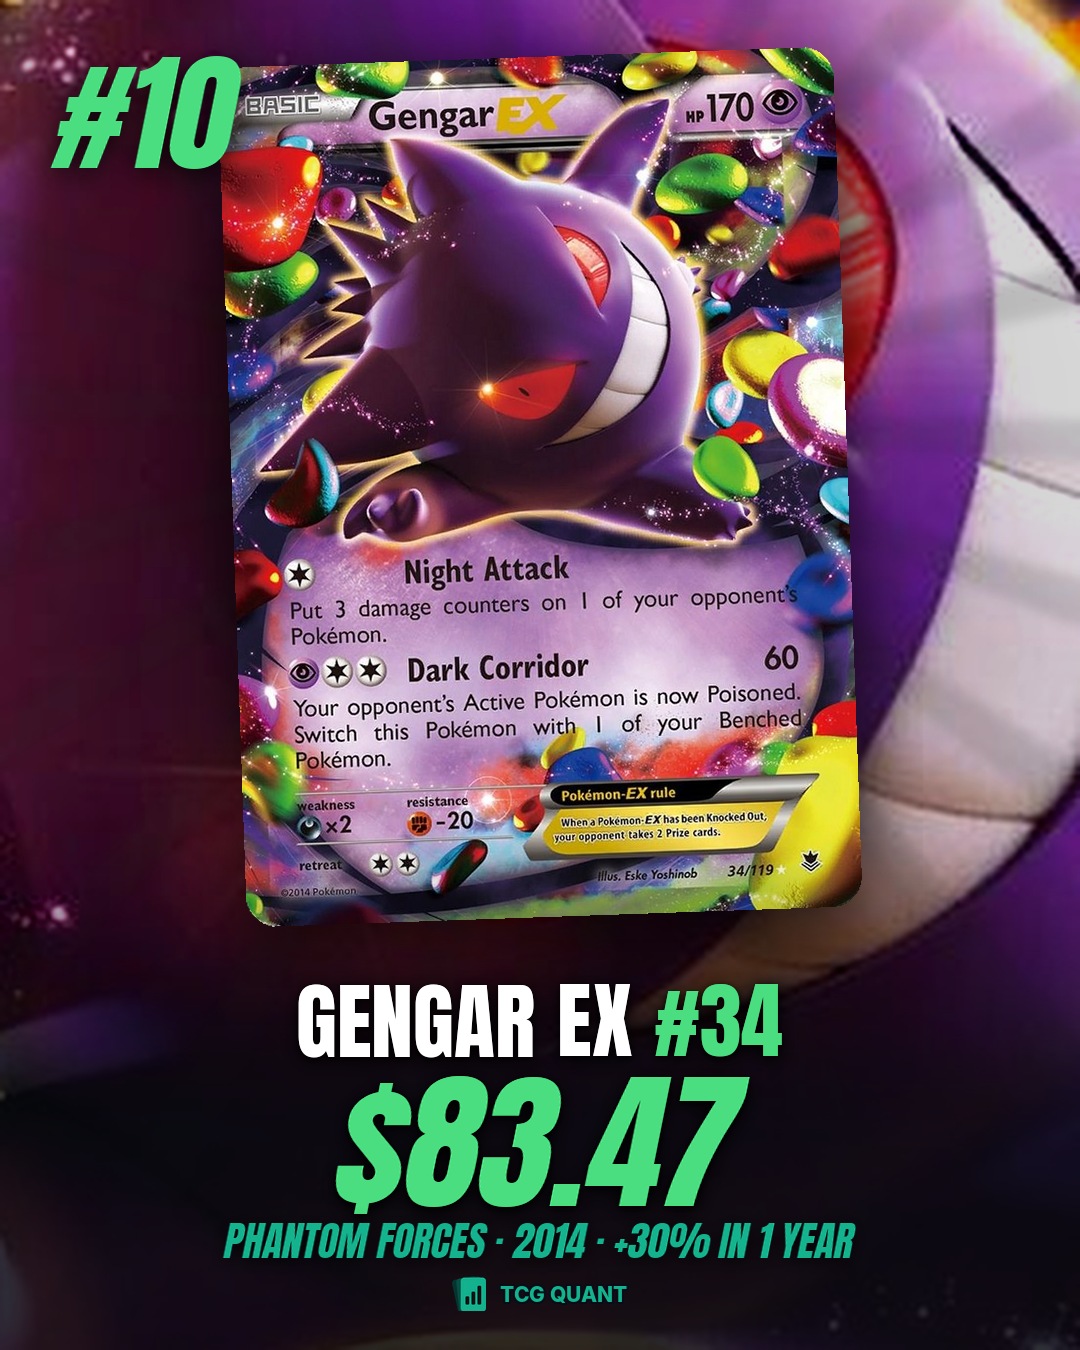 #10
BASIC Gengar EX HP 170
Night Attack
Put 3 damage counters on 1 of your opponent's
Pokémon.
Dark Corridor 60
Your opponent's Active Pokémon is now Poisoned.
Switch this Pokémon with 1 of your Benched
Pokémon.
weakness resistance
×2 -20
Pokémon-EX rule
When a Pokémon-EX has been Knocked Out,
your opponent takes 2 Prize cards.
retreat
Illus. Eske Yoshinob 34/119
©2014 Pokémon
GENGAR EX #34
$83.47
PHANTOM FORCES · 2014 · +30% IN 1 YEAR
TCG QUANT